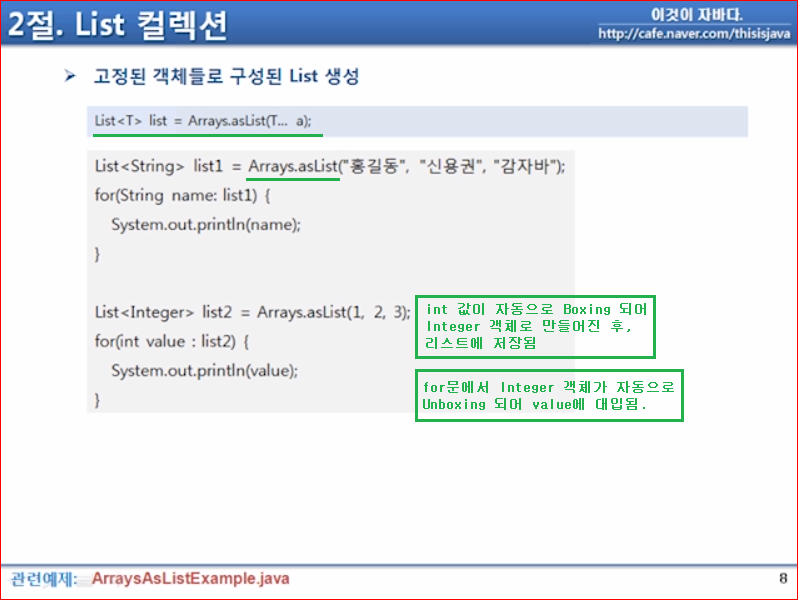 2절. List 컬렉션
이것이 자바다.
http://cafe.naver.com/thisisjava
➤ 고정된 객체들로 구성된 List 생성
List<T> list = Arrays.asList(T... a);
List<String> list1 = Arrays.asList("홍길동", "신용권", "감자바");
for(String name: list1) {
System.out.println(name);
}
List<Integer> list2 = Arrays.asList(1, 2, 3);
for(int value : list2) {
System.out.println(value);
}
int 값이 자동으로 Boxing 되어
Integer 객체로 만들어진 후,
리스트에 저장됨
for문에서 Integer 객체가 자동으로
Unboxing 되어 value에 대입됨.
관련예제: ArraysAsListExample.java
8